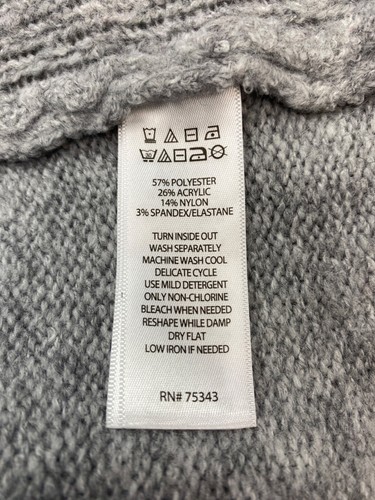 57% POLYESTER
26% ACRYLIC
14% NYLON
3% SPANDEX/ELASTANE
TURN INSIDE OUT
WASH SEPARATELY
MACHINE WASH COOL
DELICATE CYCLE
USE MILD DETERGENT
ONLY NON-CHLORINE
BLEACH WHEN NEEDED
RESHAPE WHILE DAMP
DRY FLAT
LOW IRON IF NEEDED
RN# 75343